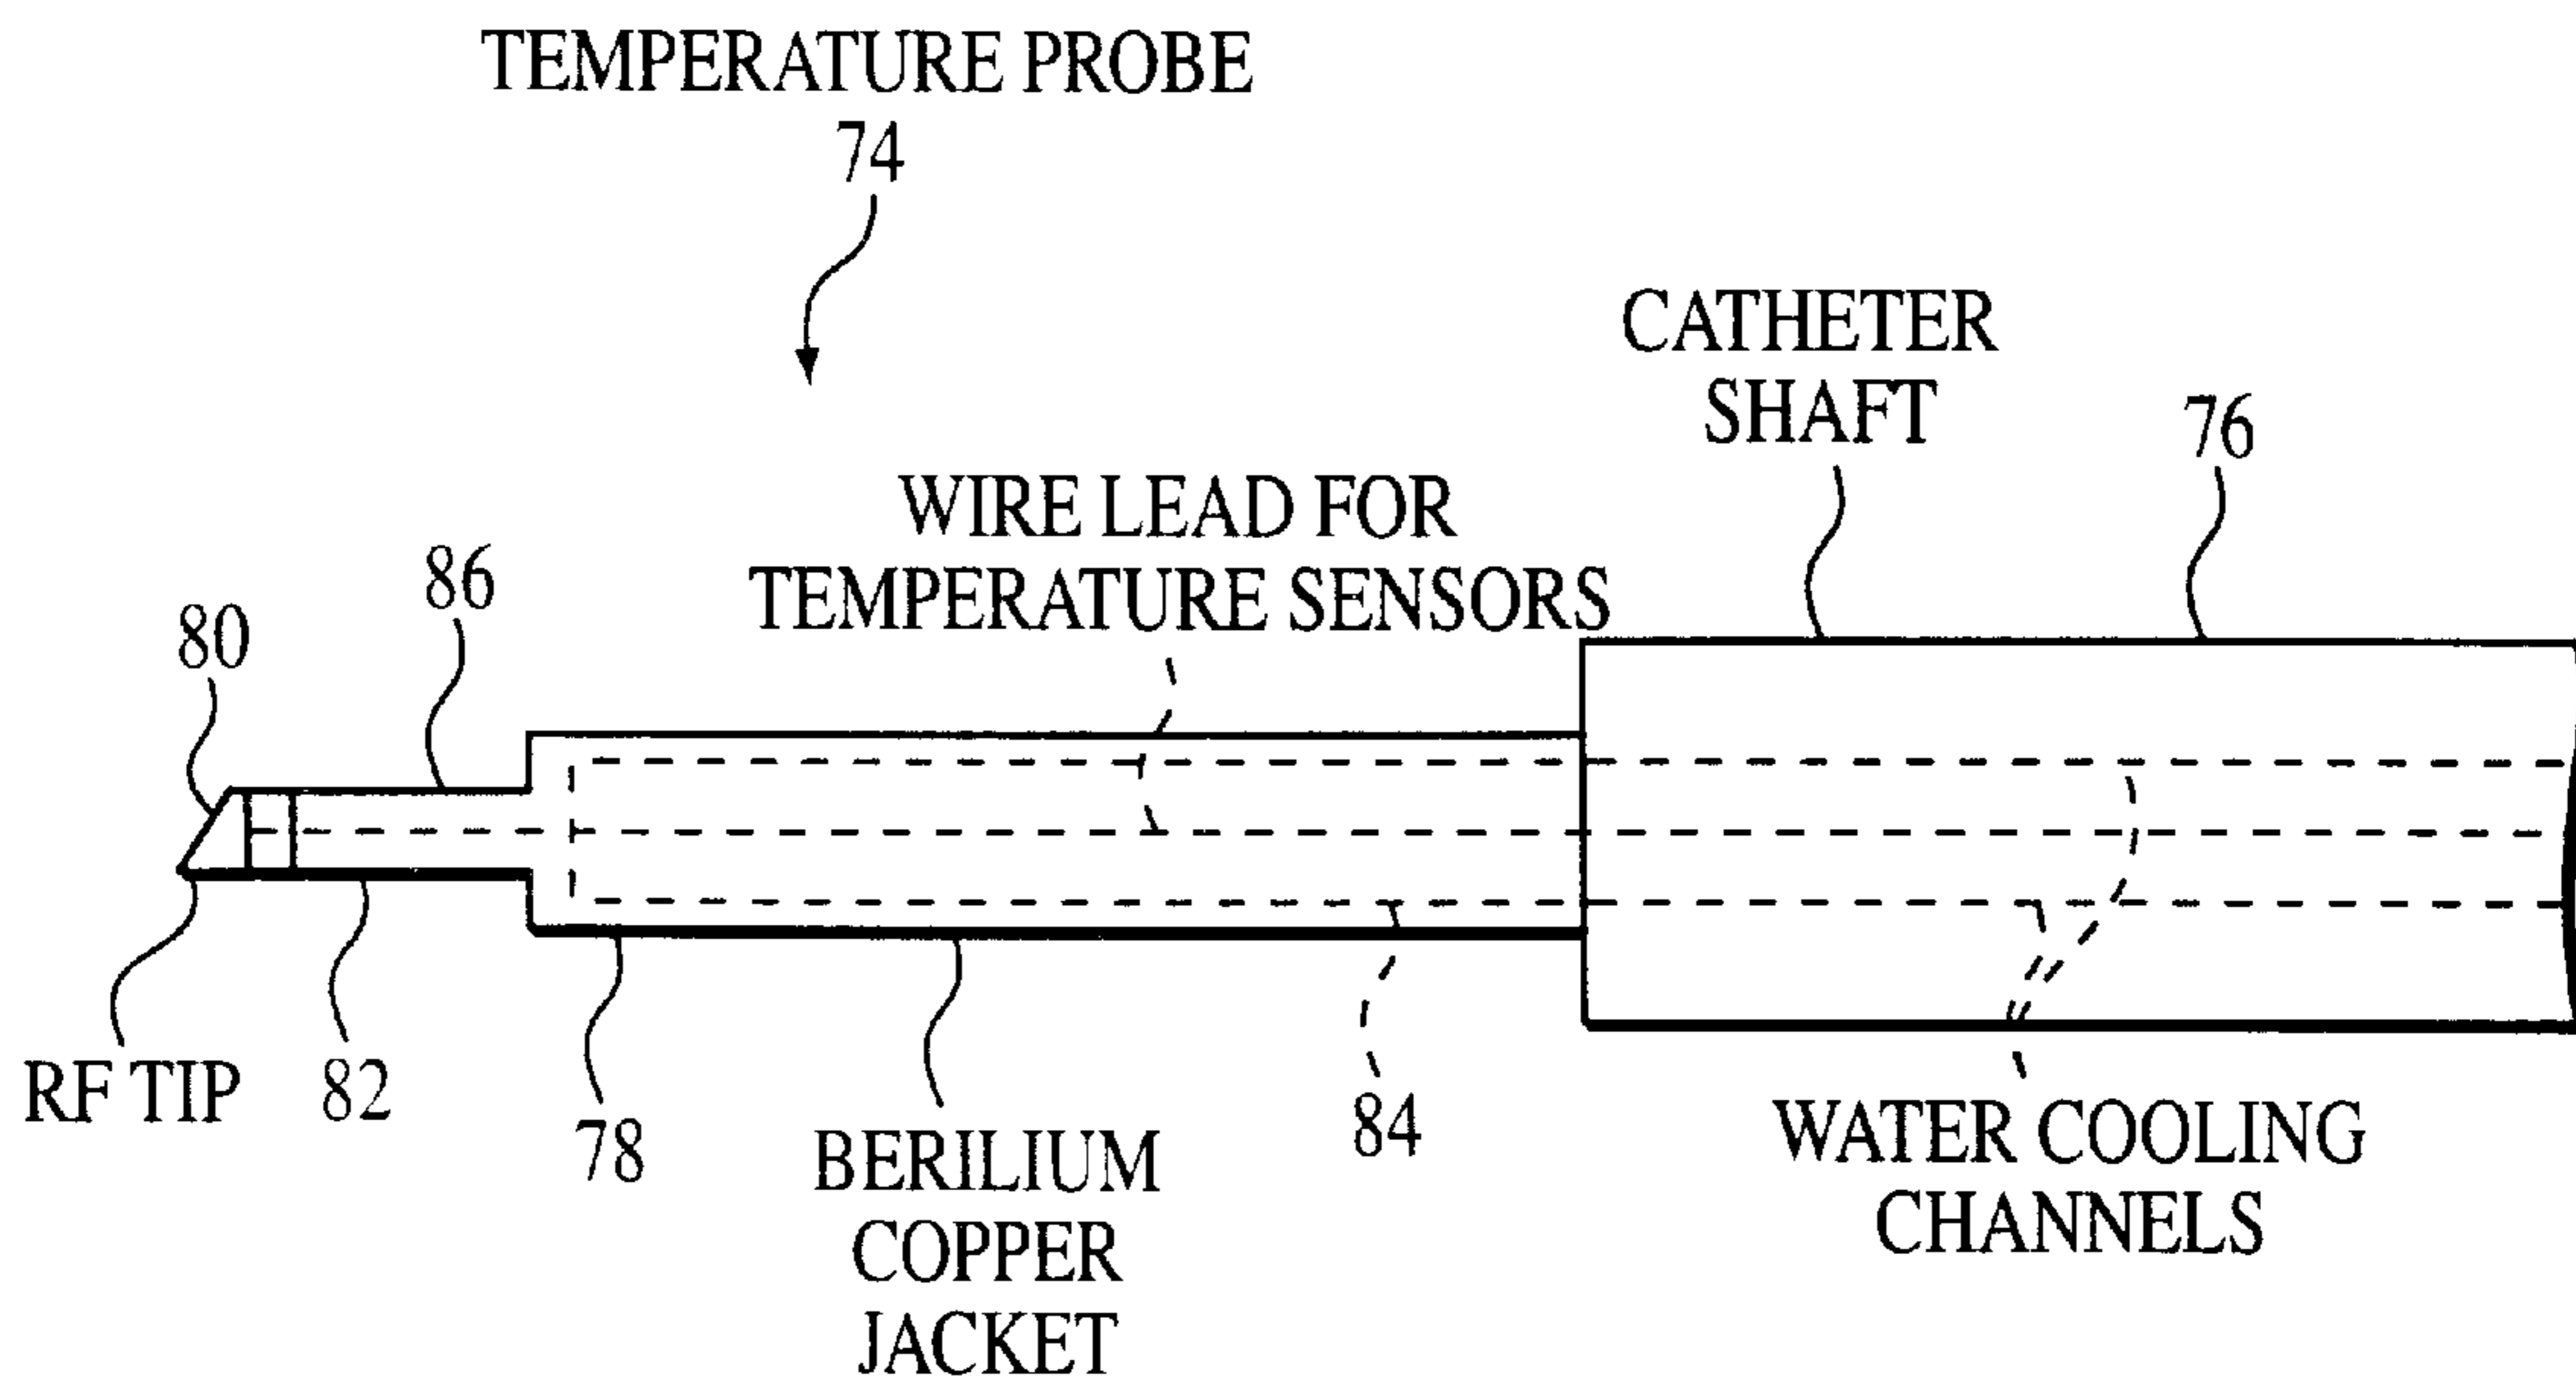 TEMPERATURE PROBE
74
CATHETER
SHAFT
76
WIRE LEAD FOR
TEMPERATURE SENSORS
86
80
RF TIP
82
78
BERILIUM
COPPER
JACKET
84
WATER COOLING
CHANNELS